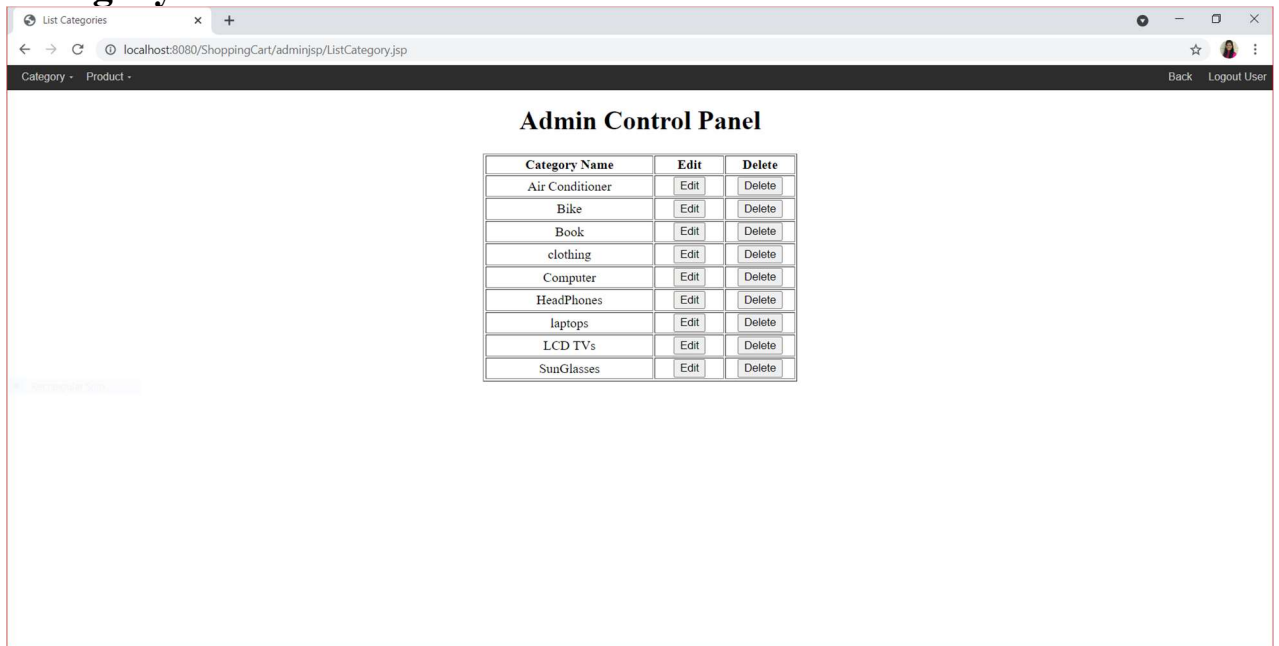 List Categories
localhost:8080/ShoppingCart/adminjsp/ListCategory.jsp
Category Product Back Logout User
Admin Control Panel
Category Name Edit Delete
Air Conditioner Edit Delete
Bike Edit Delete
Book Edit Delete
clothing Edit Delete
Computer Edit Delete
HeadPhones Edit Delete
laptops Edit Delete
LCD TVs Edit Delete
SunGlasses Edit Delete